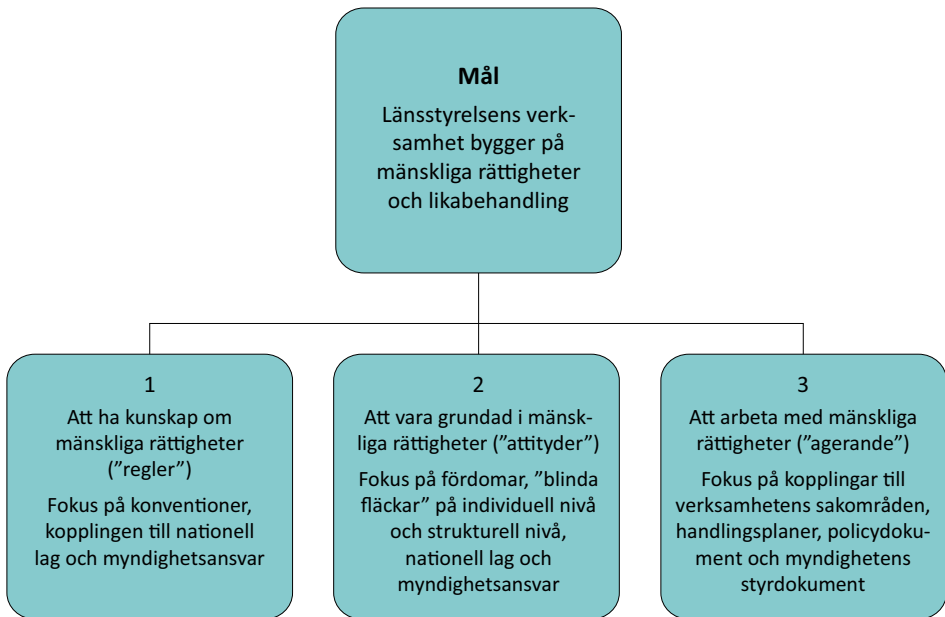 Mål
Länsstyrelsens verk-
samhet bygger på
mänskliga rättigheter
och likabehandling
1
Att ha kunskap om
mänskliga rättigheter
("regler")
Fokus på konventioner,
kopplingen till nationell
lag och myndighetsansvar
2
Att vara grundad i mänsk-
liga rättigheter ("attityder")
Fokus på fördomar, "blinda
fläckar" på individuell nivå
och strukturell nivå,
nationell lag och
myndighetsansvar
3
Att arbeta med mänskliga
rättigheter ("agerande")
Fokus på kopplingar till
verksamhetens sakområden,
handlingsplaner, policydoku-
ment och myndighetens
styrdokument